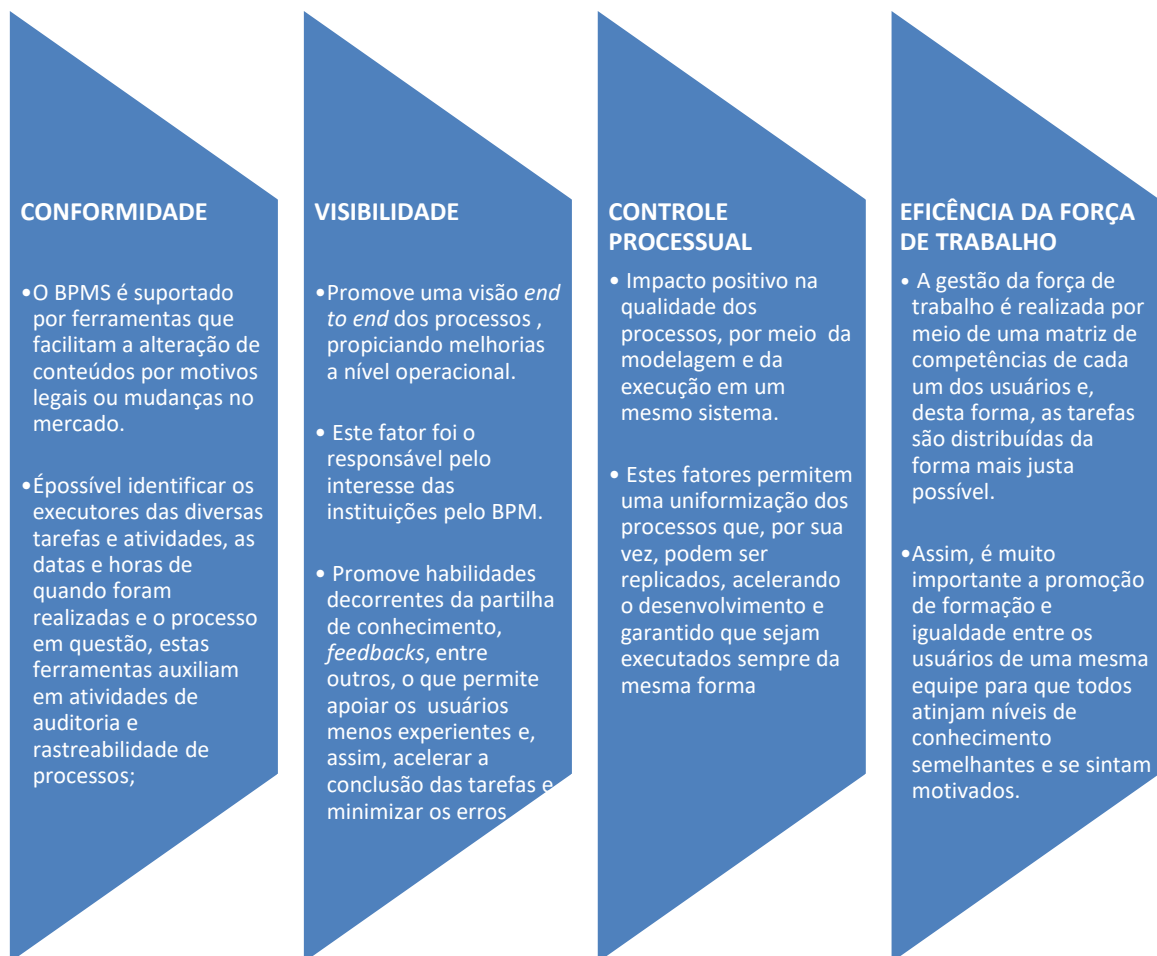 CONFORMIDADE
•O BPMS é suportado
por ferramentas que
facilitam a alteração de
conteúdos por motivos
legais ou mudanças no
mercado.
•Épossível identificar os
executores das diversas
tarefas e atividades, as
datas e horas de
quando foram
realizadas e o processo
em questão, estas
ferramentas auxiliam
em atividades de
auditoria e
rastreabilidade de
processos;
VISIBILIDADE
•Promove uma visão end
to end dos processos ,
propiciando melhorias
a nível operacional.
• Este fator foi o
responsável pelo
interesse das
instituições pelo BPM.
• Promove habilidades
decorrentes da partilha
de conhecimento,
feedbacks, entre
outros, o que permite
apoiar os usuários
menos experientes e,
assim, acelerar a
conclusão das tarefas e
minimizar os erros
CONTROLE
PROCESSUAL
• Impacto positivo na
qualidade dos
processos, por meio da
modelagem e da
execução em um
mesmo sistema.
• Estes fatores permitem
uma uniformização dos
processos que, por sua
vez, podem ser
replicados, acelerando
o desenvolvimento e
garantido que sejam
executados sempre da
mesma forma
EFICÊNCIA DA FORÇA
DE TRABALHO
• A gestão da força de
trabalho é realizada por
meio de uma matriz de
competências de cada
um dos usuários e,
desta forma, as tarefas
são distribuídas da
forma mais justa
possível.
•Assim, é muito
importante a promoção
de formação e
igualdade entre os
usuários de uma mesma
equipe para que todos
atinjam níveis de
conhecimento
semelhantes e se sintam
motivados.